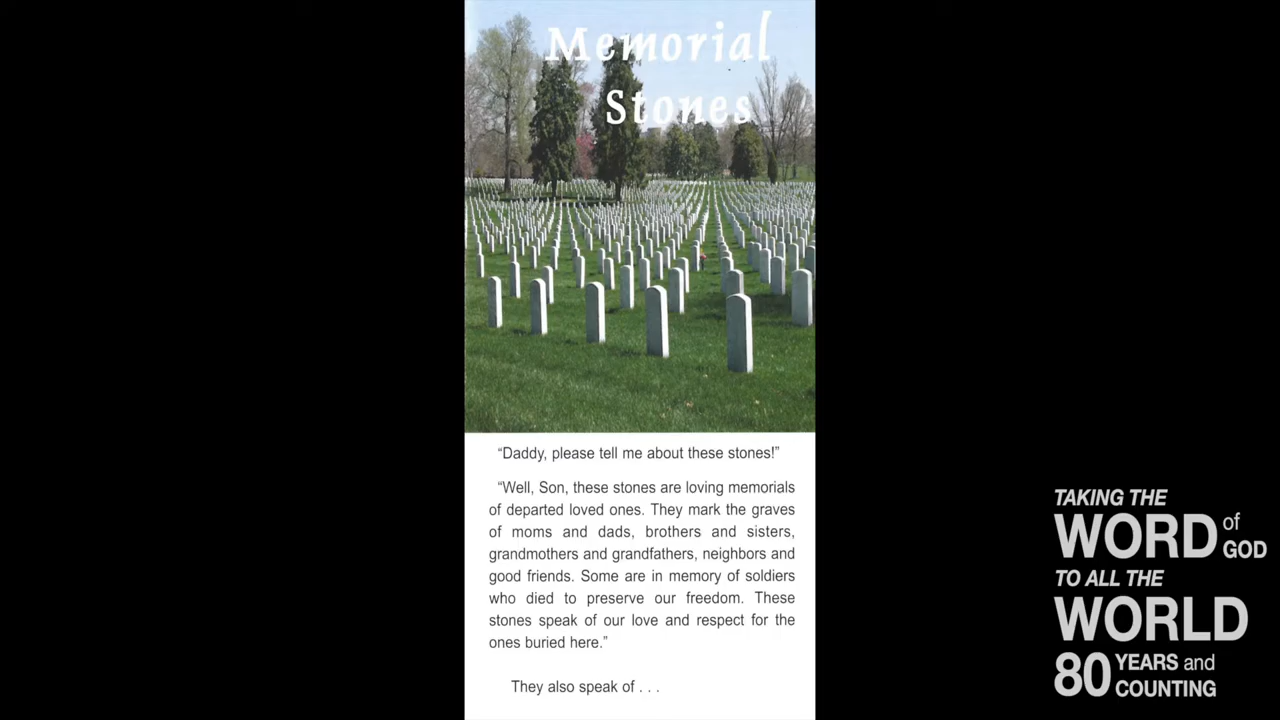 Memorial
Stones
“Daddy, please tell me about these stones!”
“Well, Son, these stones are loving memorials
of departed loved ones. They mark the graves
of moms and dads, brothers and sisters,
grandmothers and grandfathers, neighbors and
good friends. Some are in memory of soldiers
who died to preserve our freedom. These
stones speak of our love and respect for the
ones buried here.”
They also speak of . . .
TAKING THE
WORD of GOD
TO ALL THE
WORLD
80 YEARS and COUNTING